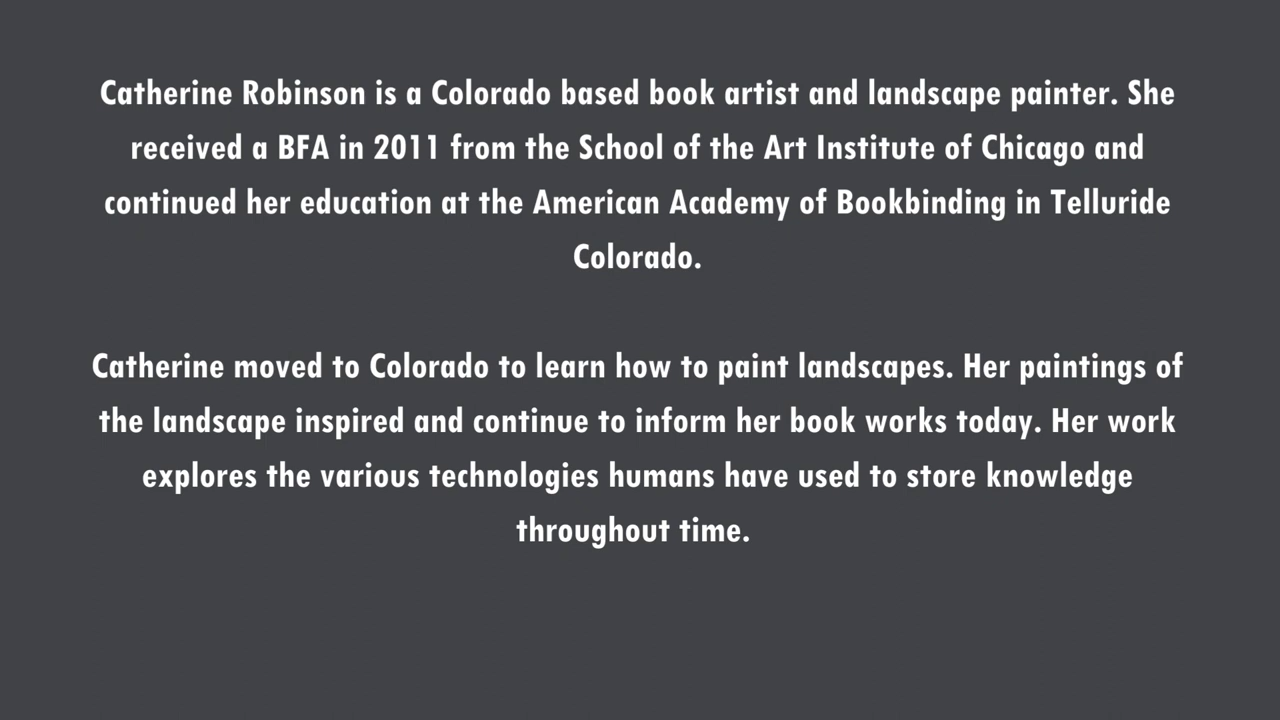 Catherine Robinson is a Colorado based book artist and landscape painter. She
received a BFA in 2011 from the School of the Art Institute of Chicago and
continued her education at the American Academy of Bookbinding in Telluride
Colorado.
Catherine moved to Colorado to learn how to paint landscapes. Her paintings of
the landscape inspired and continue to inform her book works today. Her work
explores the various technologies humans have used to store knowledge
throughout time.